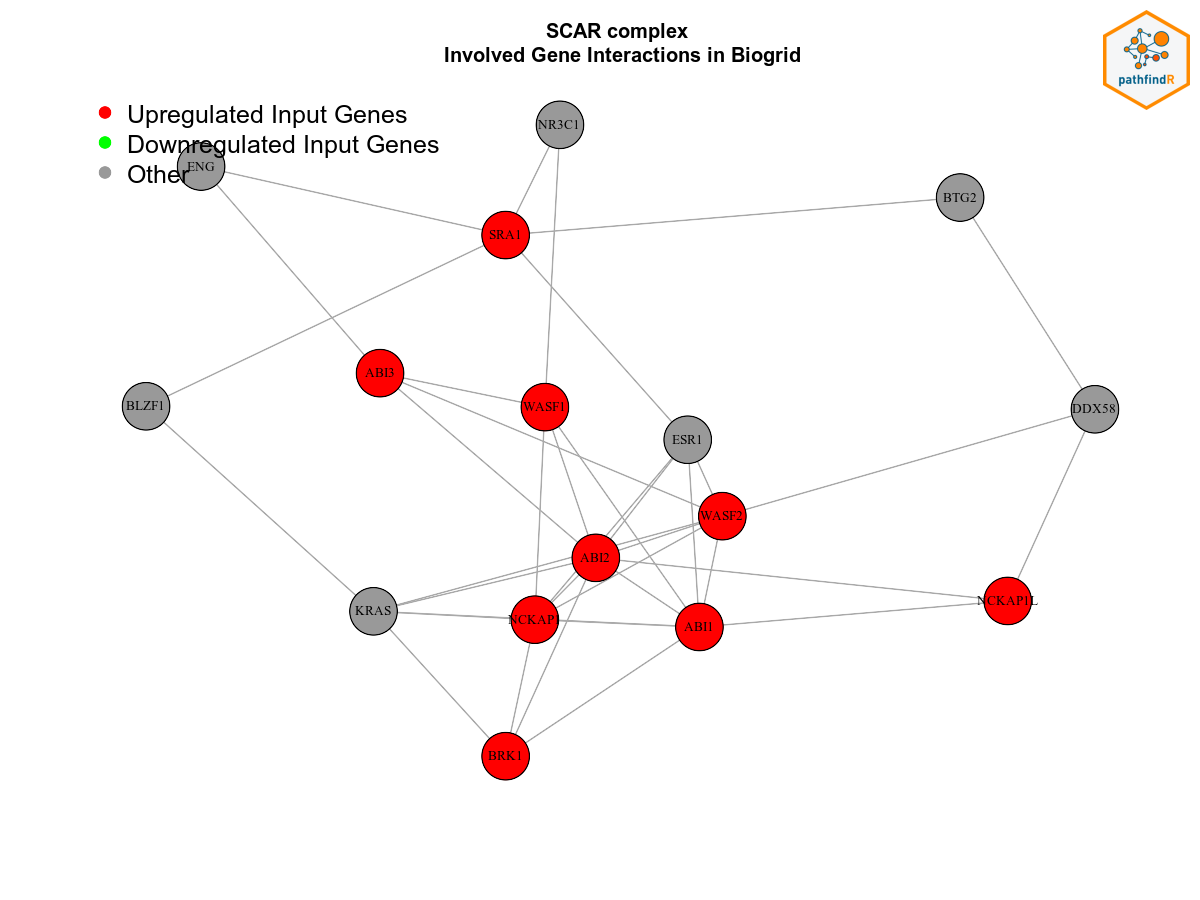 SCAR complex
Involved Gene Interactions in Biogrid
pathfindR
Upregulated Input Genes
Downregulated Input Genes
Other
NR3C1
ENG
BTG2
SRA1
ABI3
BLZF1
WASF1
DDX58
ESR1
WASF2
ABI2
KRAS
NCKAP1
ABI1
NCKAP1L
BRK1